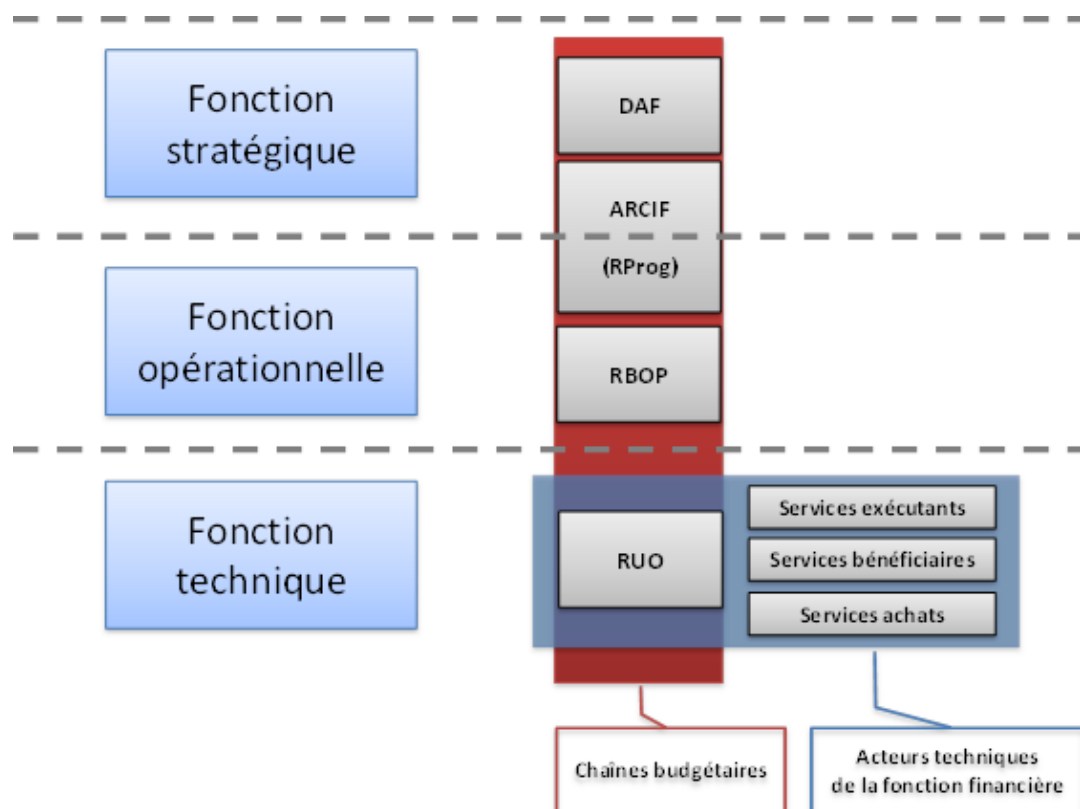 Fonction
stratégique
DAF
ARCIF
(RProg)
Fonction
opérationnelle
RBOP
Fonction
technique
RUO
Services exécutants
Services bénéficiaires
Services achats
Chaînes budgétaires
Acteurs techniques
de la fonction financière